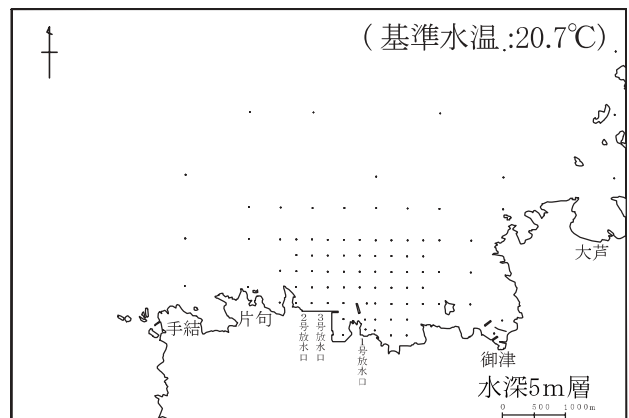 (基準水温:20.7℃)
大芦
片句
手結
2号放水口
3号放水口
1号放水口
御津
水深5m層
0 500 1000m